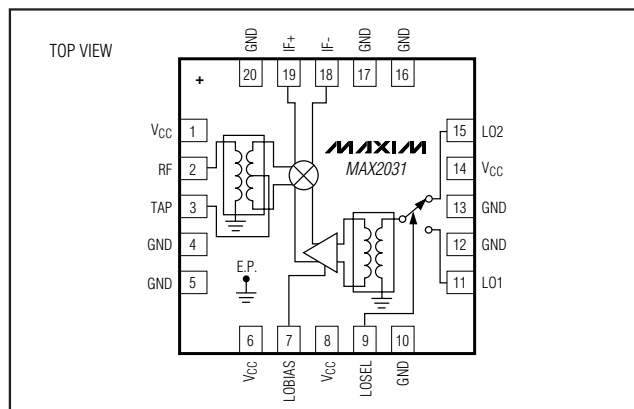 TOP VIEW
GND
IF+
IF-
GND
GND
20
19
18
17
16
+
MAXIM
MAX2031
VCC
1
RF
2
TAP
3
GND
4
GND
5
15
LO2
14
VCC
13
GND
12
GND
11
LO1
E.P.
6
7
8
9
10
VCC
LOBIAS
VCC
LOSEL
GND